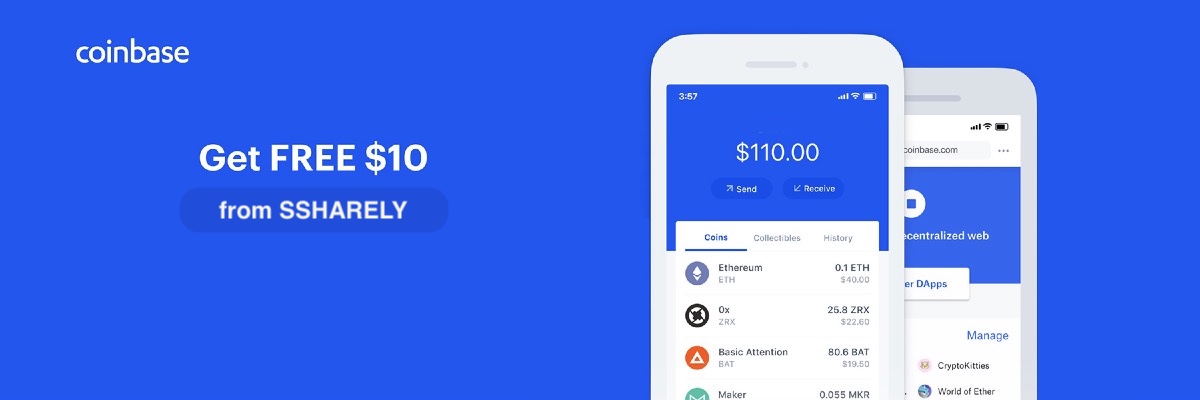 coinbase
Get FREE $10
from SSHARELY
3:57
$110.00
Send
Receive
Coins
Collectibles
History
Ethereum
0.1 ETH
ETH
$40.00
0x
25.8 ZRX
ZRX
$22.60
Basic Attention
80.6 BAT
BAT
$19.50
Maker
0.055 MKR
coinbase.com
ecentralized web
er DApps
Manage
CryptoKitties
World of Ether